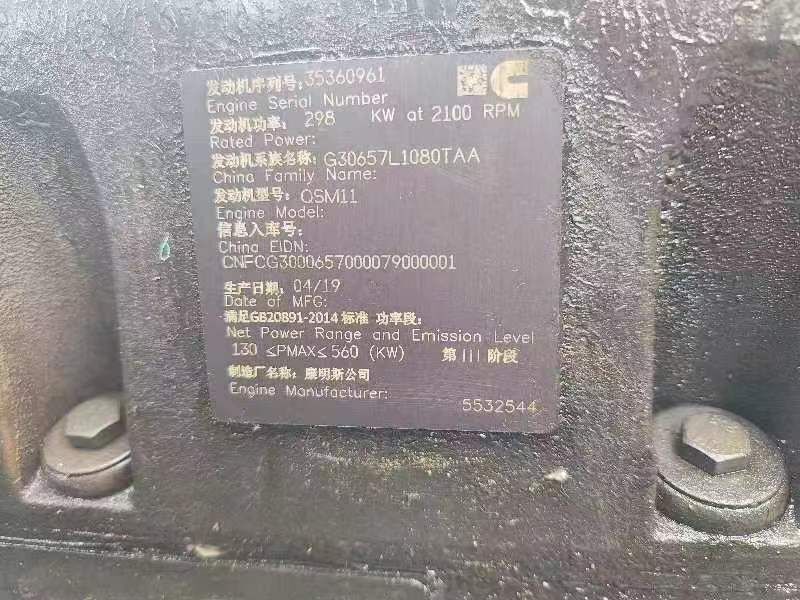 发动机序列号: 35360961
Engine Serial Number
发动机功率: 298 KW at 2100 RPM
Rated Power:
发动机系族名称: G30657L1080TAA
China Family Name:
发动机型号: QSM11
Engine Model:
信息入库号:
China EIDN:
CNFCG3000657000079000001
生产日期: 04/19
Date of MFG:
满足GB20891-2014 标准 功率段:
Net Power Range and Emission Level
130 ≤PMAX≤ 560 (KW) 第III阶段
制造厂名称: 康明斯公司
Engine Manufacturer:
5532544